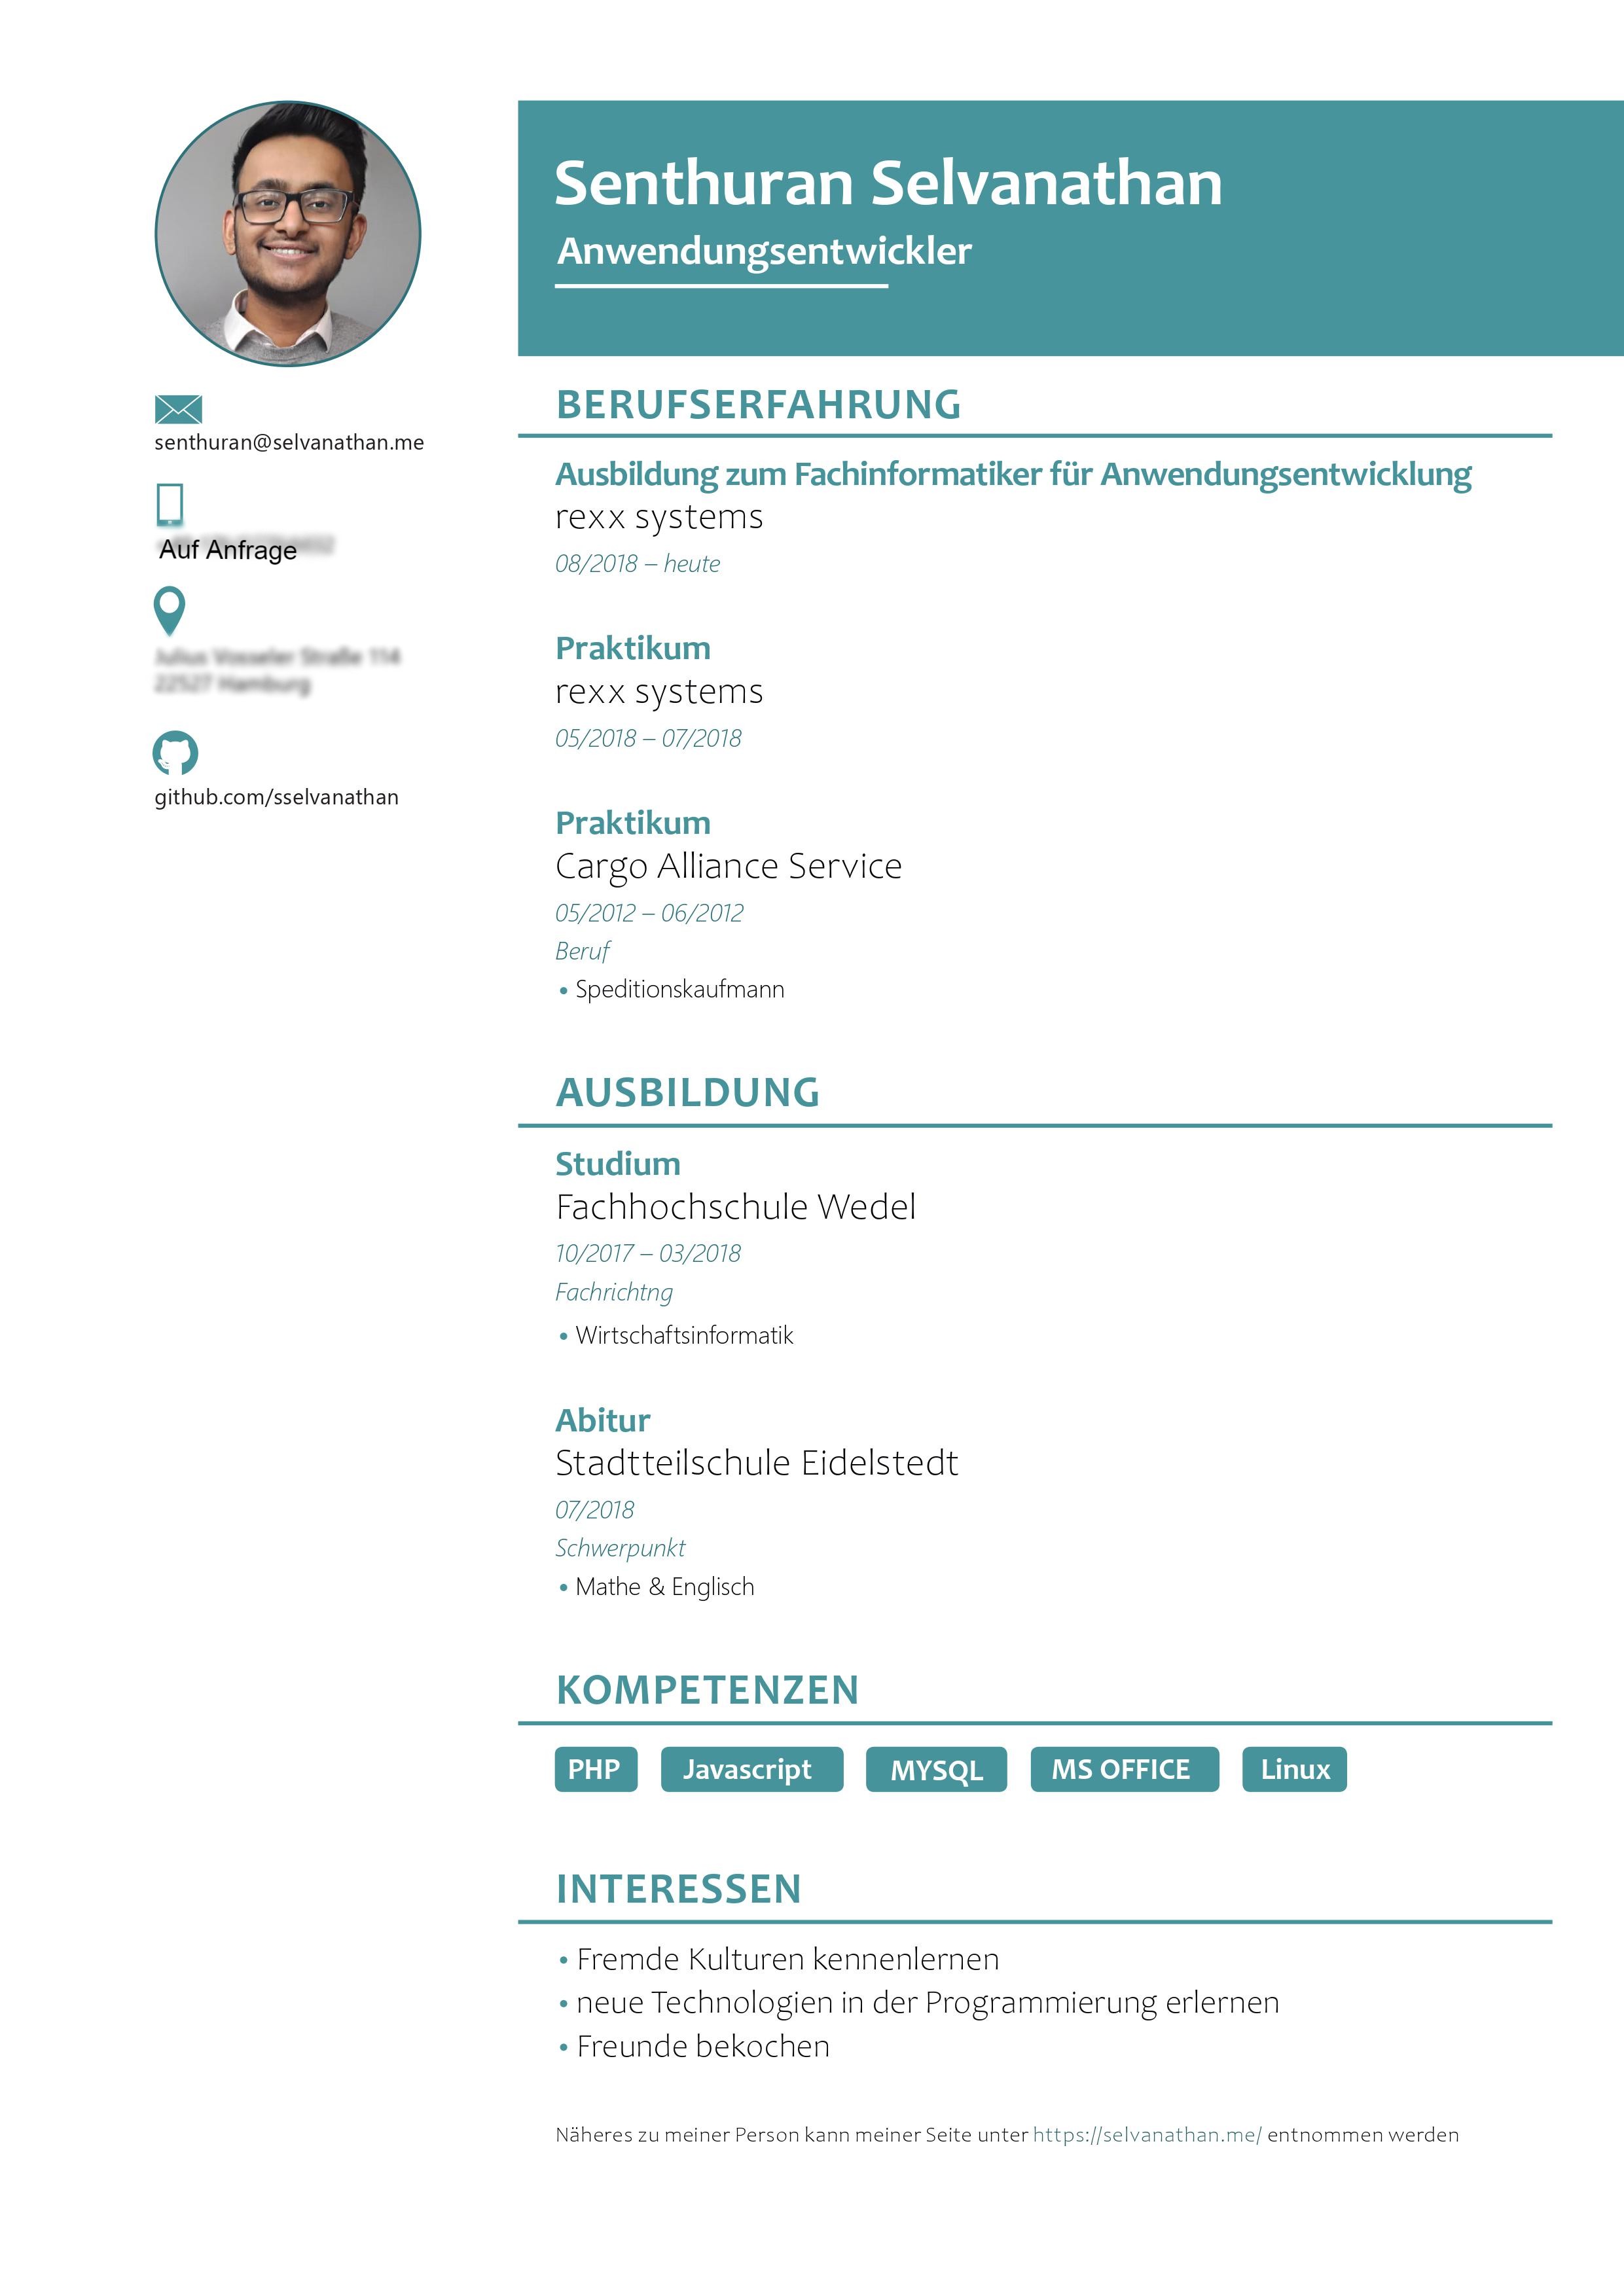 Senthuran Selvanathan
Anwendungsentwickler
senthuran@selvanathan.me
Auf Anfrage
github.com/sselvanathan
BERUFSERFAHRUNG
Ausbildung zum Fachinformatiker für Anwendungsentwicklung
rexx systems
08/2018 – heute
Praktikum
rexx systems
05/2018 – 07/2018
Praktikum
Cargo Alliance Service
05/2012 – 06/2012
Beruf
• Speditionskaufmann
AUSBILDUNG
Studium
Fachhochschule Wedel
10/2017 – 03/2018
Fachrichtng
• Wirtschaftsinformatik
Abitur
Stadtteilschule Eidelstedt
07/2018
Schwerpunkt
• Mathe & Englisch
KOMPETENZEN
PHP Javascript MYSQL MS OFFICE Linux
INTERESSEN
• Fremde Kulturen kennenlernen
• neue Technologien in der Programmierung erlernen
• Freunde bekochen
Näheres zu meiner Person kann meiner Seite unter https://selvanathan.me/ entnommen werden